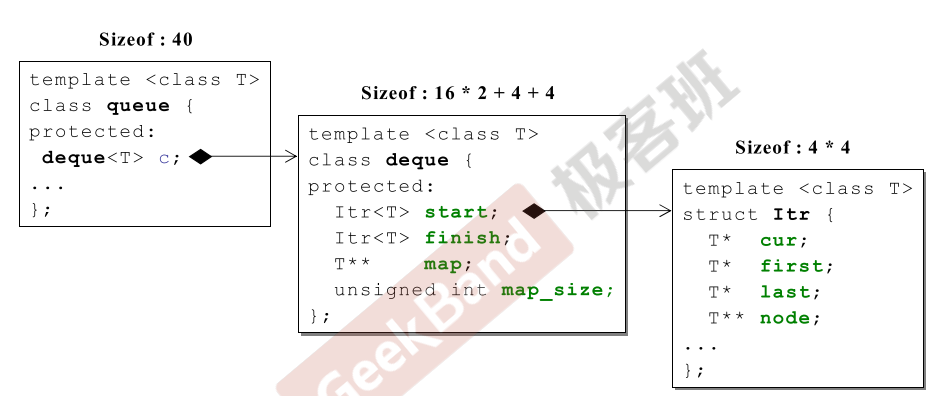 Sizeof : 40
template <class T>
class queue {
protected:
deque<T> c;
...
};
Sizeof : 16 * 2 + 4 + 4
template <class T>
class deque {
protected:
Itr<T> start;
Itr<T> finish;
T** map;
unsigned int map_size;
};
Sizeof : 4 * 4
template <class T>
struct Itr {
T* cur;
T* first;
T* last;
T** node;
...
};
GeekBand 极客班